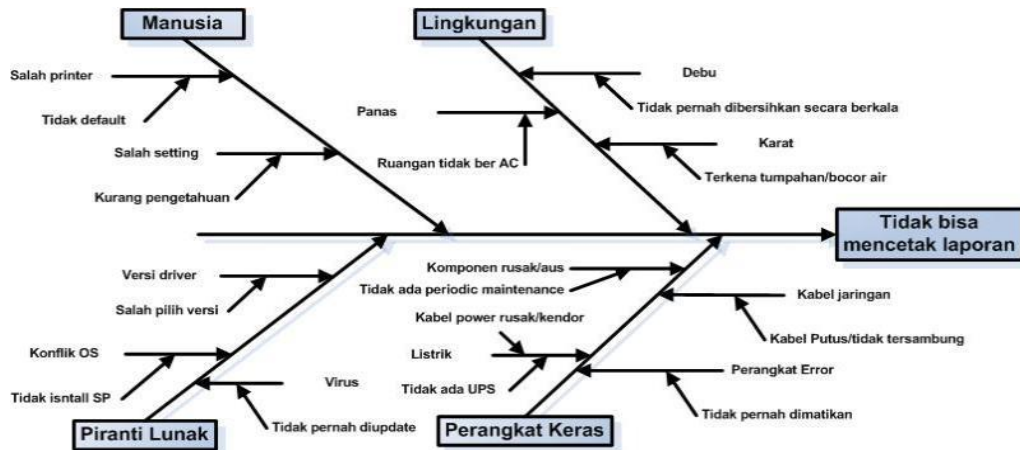 Manusia
Lingkungan
Salah printer
Debu
Tidak default
Panas
Tidak pernah dibersihkan secara berkala
Salah setting
Karat
Ruangan tidak ber AC
Kurang pengetahuan
Terkena tumpahan/bocor air
Tidak bisa
mencetak laporan
Versi driver
Komponen rusak/aus
Tidak ada periodic maintenance
Kabel jaringan
Salah pilih versi
Kabel power rusak/kendor
Kabel Putus/tidak tersambung
Konflik OS
Listrik
Virus
Perangkat Error
Tidak isntall SP
Tidak ada UPS
Tidak pernah diupdate
Tidak pernah dimatikan
Piranti Lunak
Perangkat Keras